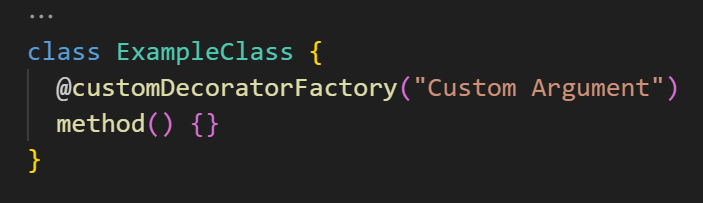 ...
class ExampleClass {
  @customDecoratorFactory("Custom Argument")
  method() {}
}